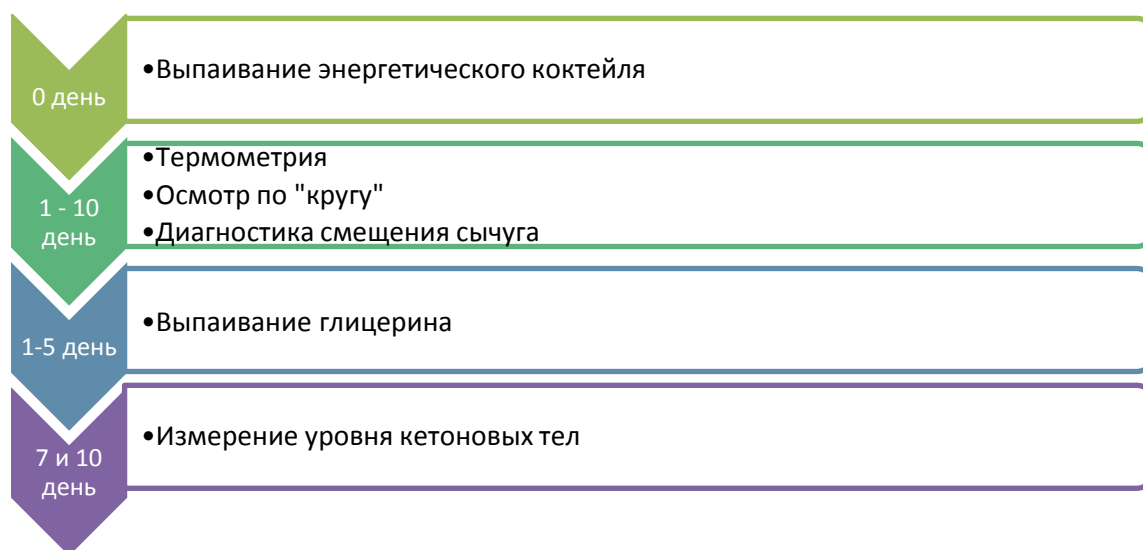 0 день
•Выпаивание энергетического коктейля
1 - 10
день
•Термометрия
•Осмотр по "кругу"
•Диагностика смещения сычуга
1-5 день
•Выпаивание глицерина
7 и 10
день
•Измерение уровня кетоновых тел